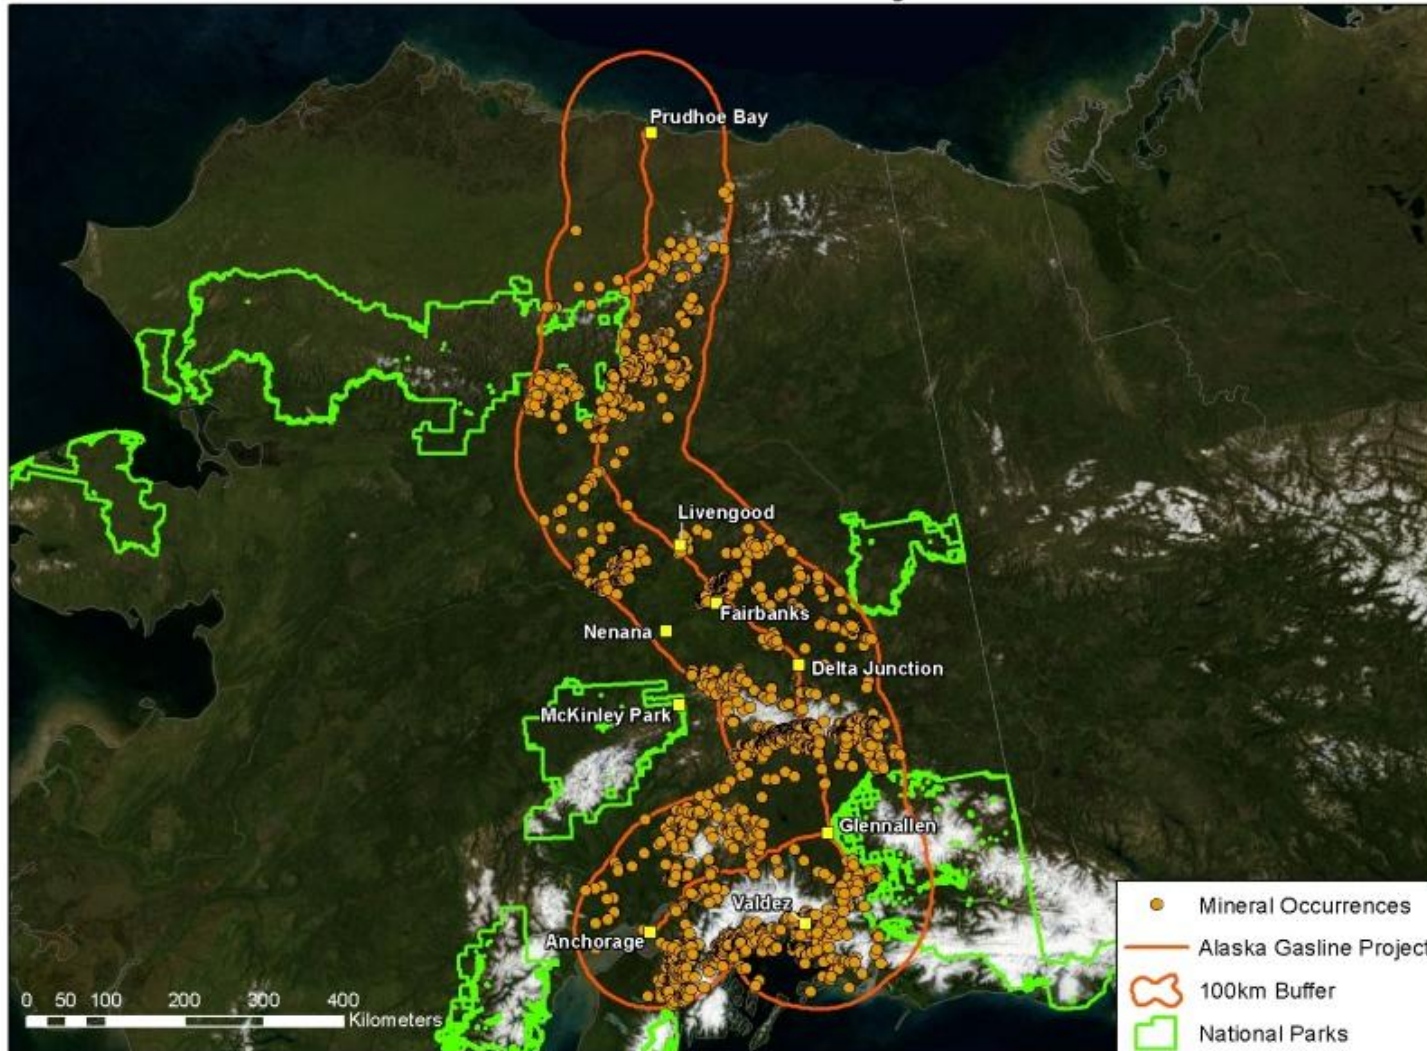 Prudhoe Bay
Livengood
Fairbanks
Nenana
Delta Junction
McKinley Park
Glennallen
Valdez
Anchorage
0 50 100 200 300 400
Kilometers
Mineral Occurrences
Alaska Gasline Project
100km Buffer
National Parks